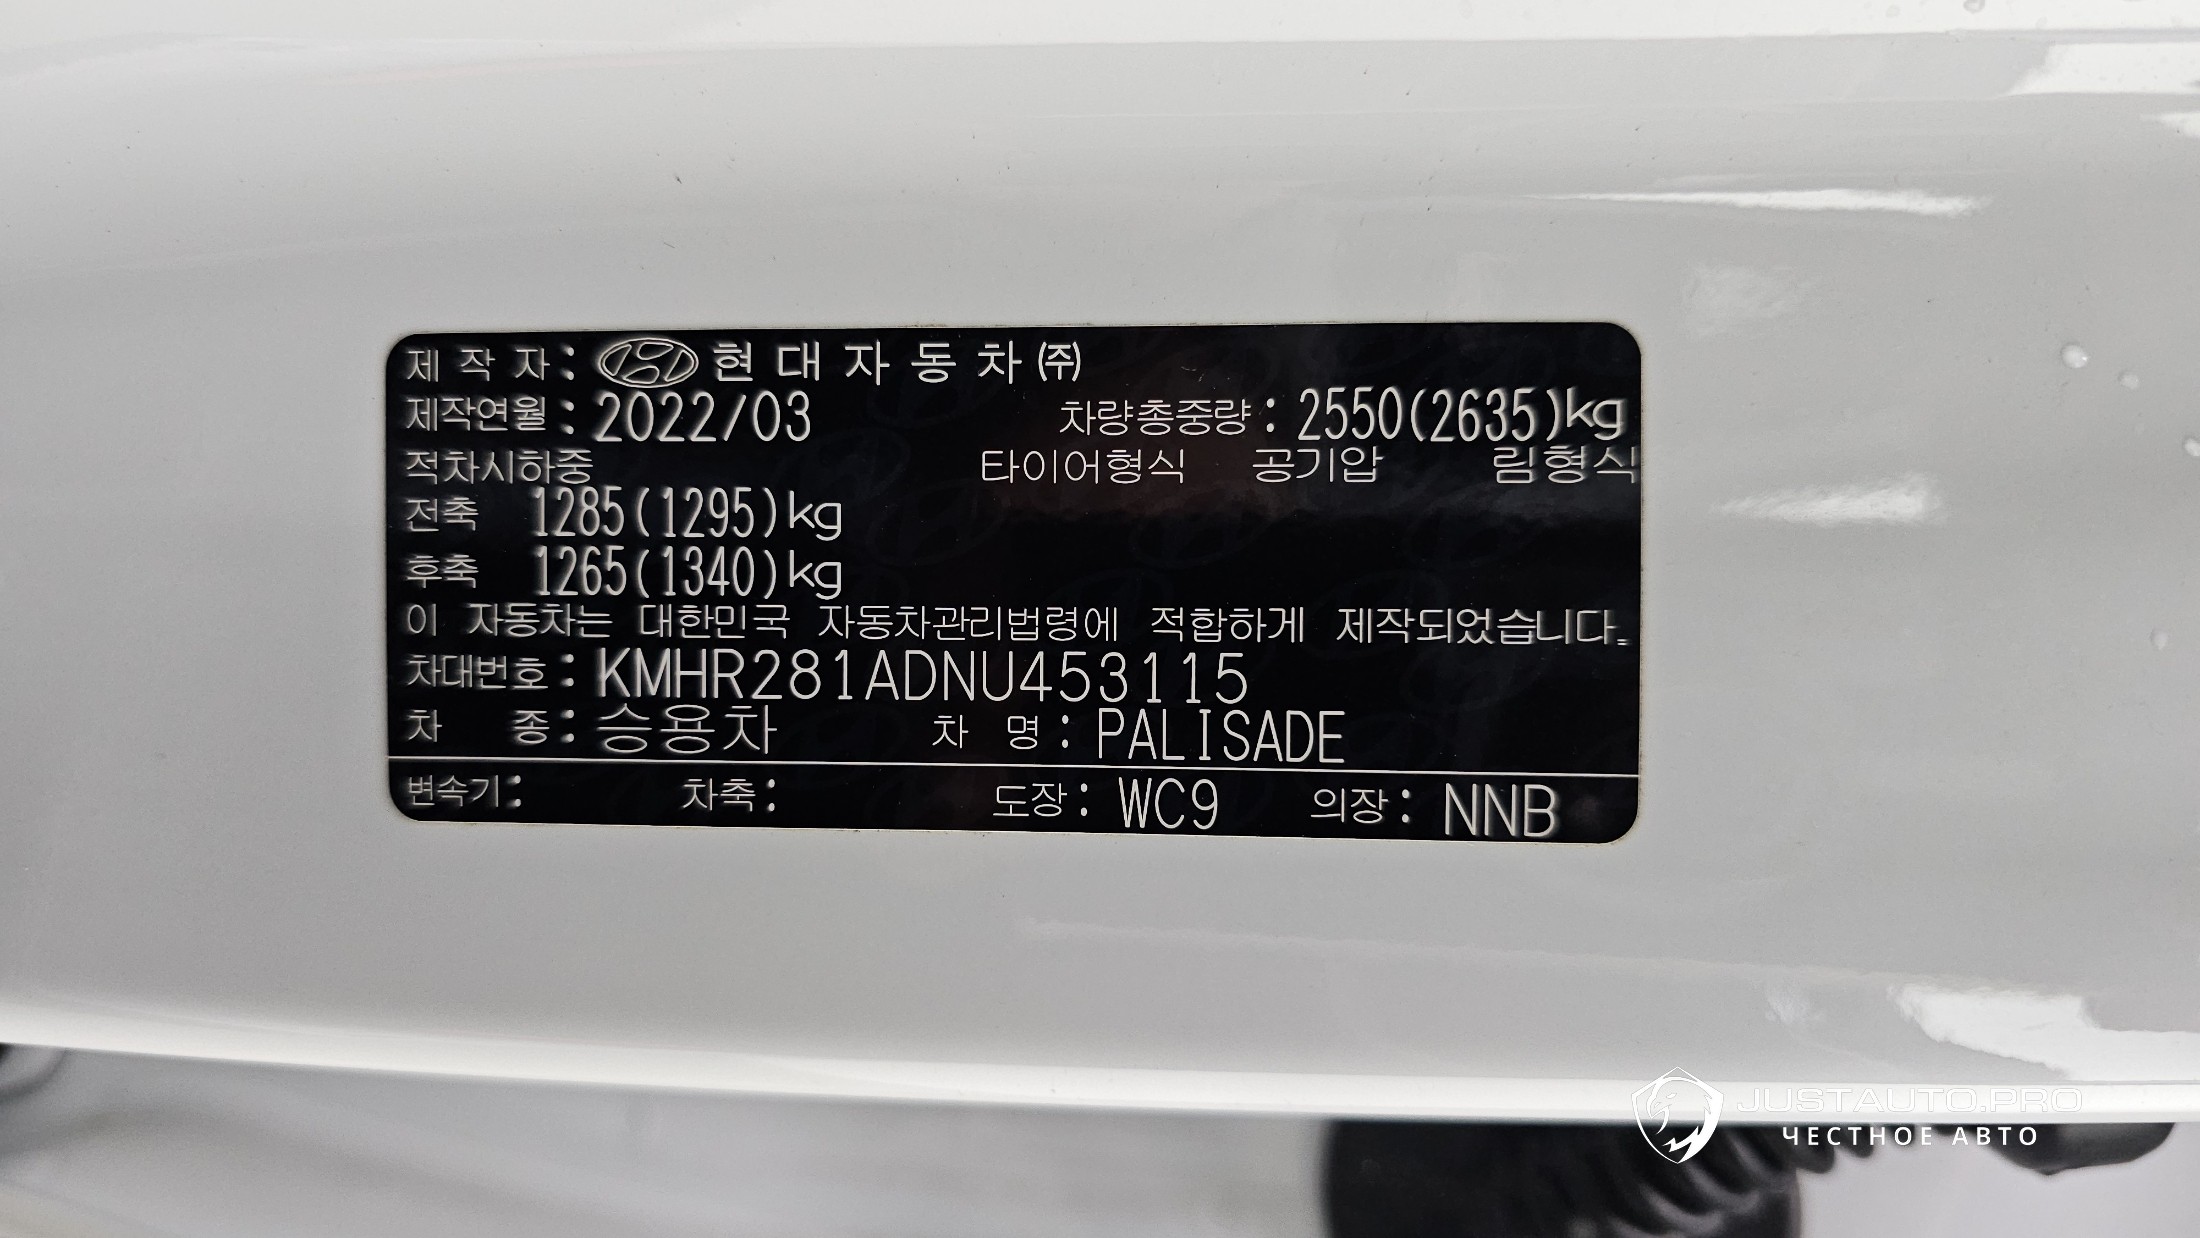 제 작 자 : 현 대 자 동 차 ㈜
제작연월 : 2022/03 차량총중량 : 2550(2635)kg
적차시하중 타이어형식 공기압 림형식
전축 1285(1295)kg
후축 1265(1340)kg
이 자동차는 대한민국 자동차관리법령에 적합하게 제작되었습니다.
차대번호 : KMHR281ADNU453115
차 종 : 승용차 차 명 : PALISADE
변속기 : 차축 : 도장 : WC9 의장 : NNB
JUSTAUTO.PRO
ЧЕСТНОЕ АВТО